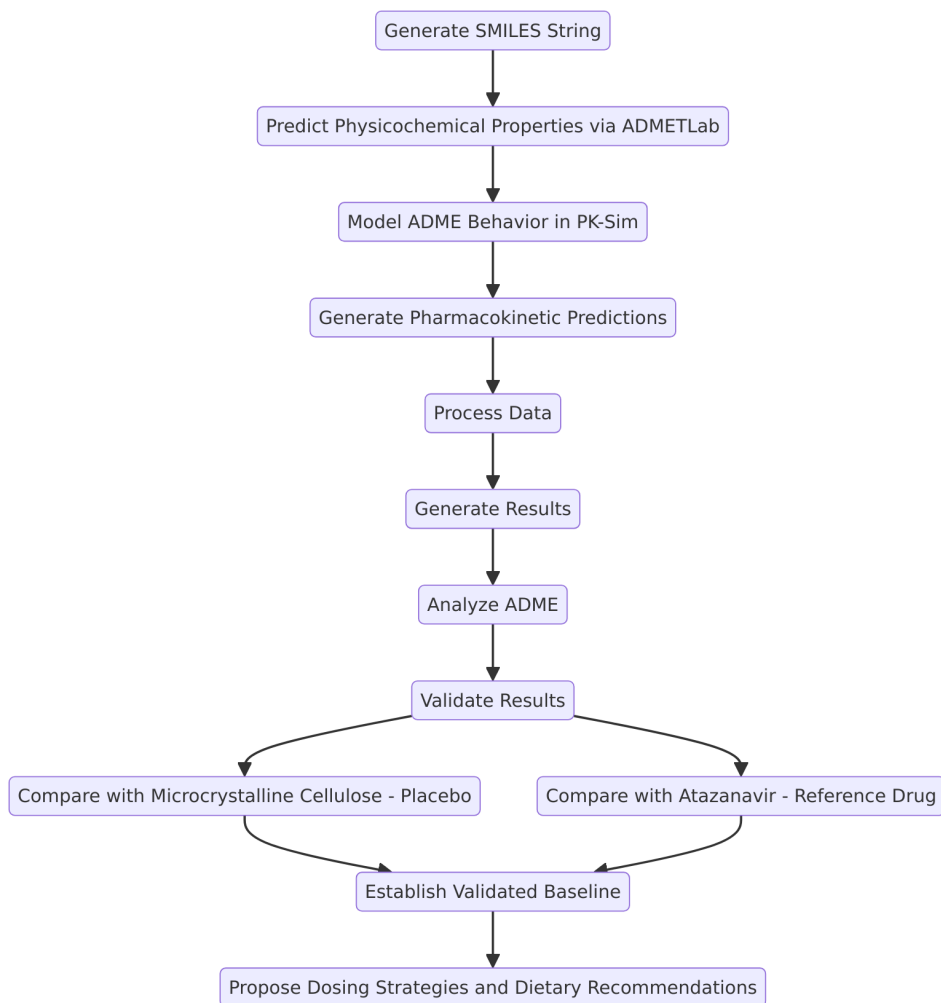 Generate SMILES String
Predict Physicochemical Properties via ADMETLab
Model ADME Behavior in PK-Sim
Generate Pharmacokinetic Predictions
Process Data
Generate Results
Analyze ADME
Validate Results
Compare with Microcrystalline Cellulose - Placebo
Compare with Atazanavir - Reference Drug
Establish Validated Baseline
Propose Dosing Strategies and Dietary Recommendations